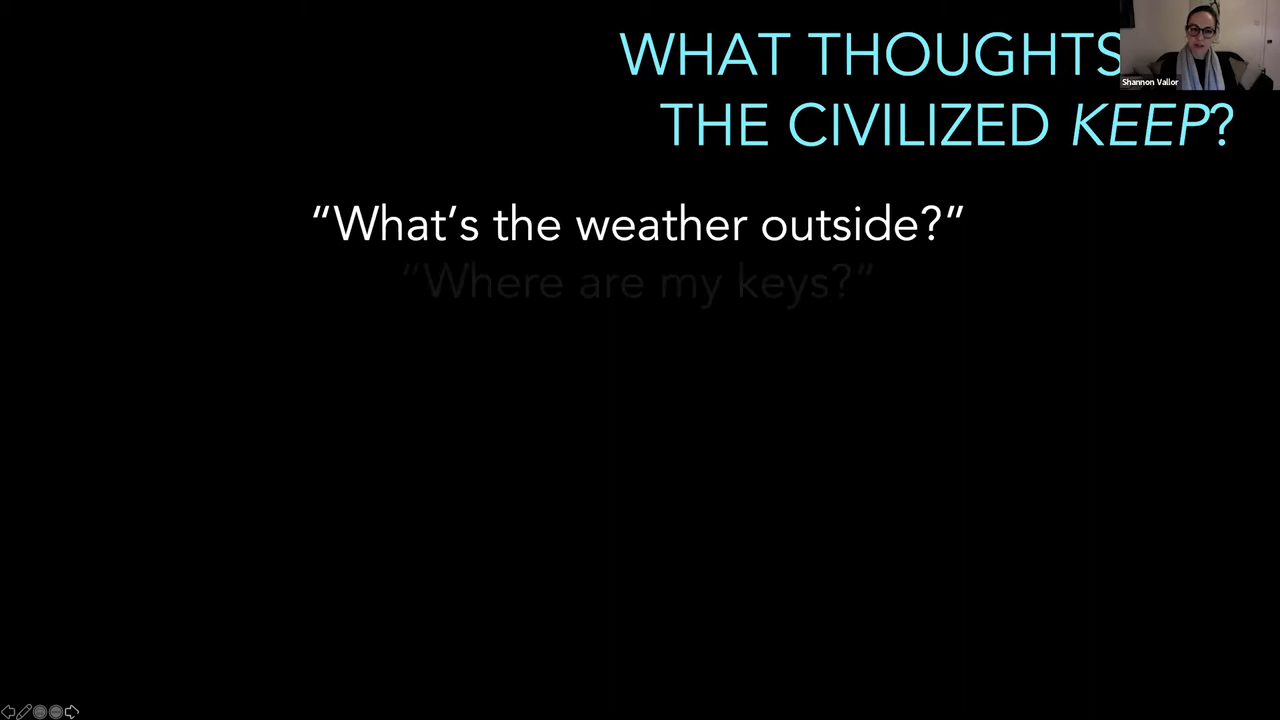 WHAT THOUGHTS
THE CIVILIZED KEEP?
Shannon Vallor
“What’s the weather outside?”
“Where are my keys?”